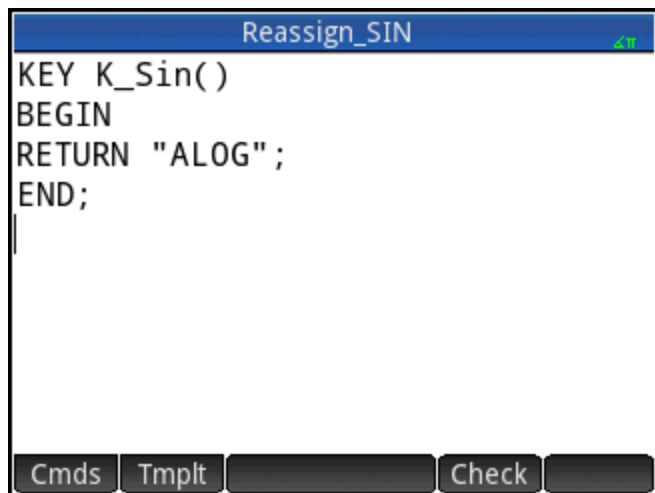 Reassign_SIN
∡π
KEY K_Sin()
BEGIN
RETURN "ALOG";
END;
Cmds Tmplt Check